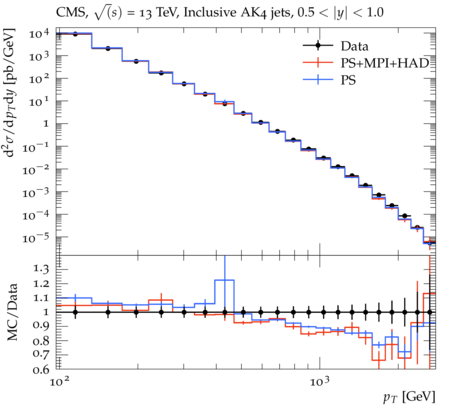 CMS, √(s) = 13 TeV, Inclusive AK4 jets, 0.5 < |y| < 1.0
d²σ/dp_T dy [pb/GeV]
10⁴
10³
10²
10¹
1
10⁻¹
10⁻²
10⁻³
10⁻⁴
10⁻⁵
Data
PS+MPI+HAD
PS
MC/Data
1.3
1.2
1.1
1
0.9
0.8
0.7
0.6
10²
10³
p_T [GeV]